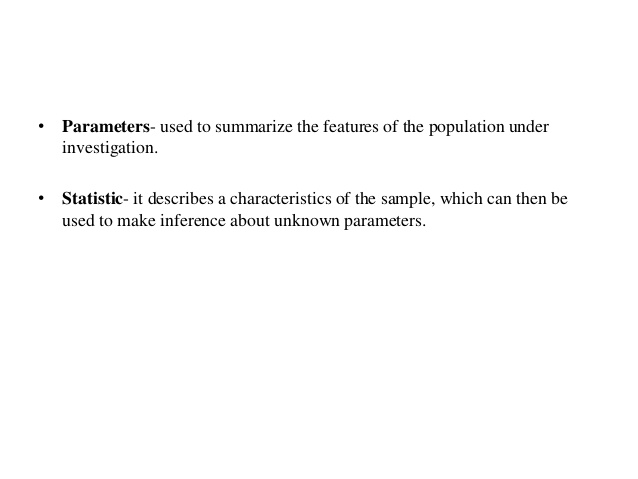 • Parameters- used to summarize the features of the population under
investigation.
• Statistic- it describes a characteristics of the sample, which can then be
used to make inference about unknown parameters.